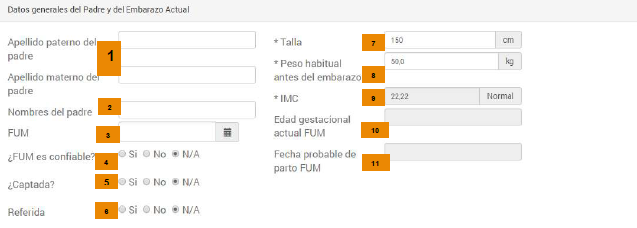 Datos generales del Padre y del Embarazo Actual
Apellido paterno del
padre
1
Apellido materno del
padre
Nombres del padre
2
FUM
3
¿FUM es confiable?
4
Si No N/A
¿Captada?
5
Si No N/A
Referida
6
Si No N/A
* Talla
7
150 cm
* Peso habitual
antes del embarazo
8
50,0 kg
* IMC
9
22,22 Normal
Edad gestacional
actual FUM
10
Fecha probable de
parto FUM
11